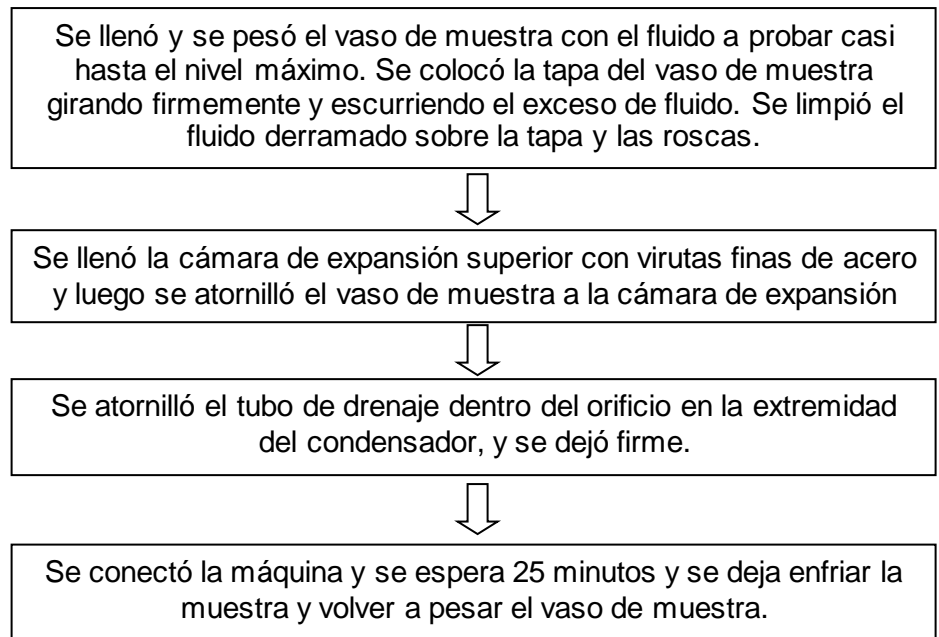 Se llenó y se pesó el vaso de muestra con el fluido a probar casi
hasta el nivel máximo. Se colocó la tapa del vaso de muestra
girando firmemente y escurriendo el exceso de fluido. Se limpió el
fluido derramado sobre la tapa y las roscas.
Se llenó la cámara de expansión superior con virutas finas de acero
y luego se atornilló el vaso de muestra a la cámara de expansión
Se atornilló el tubo de drenaje dentro del orificio en la extremidad
del condensador, y se dejó firme.
Se conectó la máquina y se espera 25 minutos y se deja enfriar la
muestra y volver a pesar el vaso de muestra.